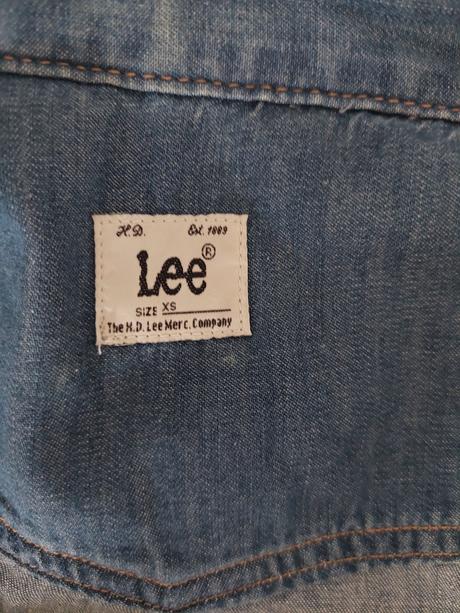 H.D. Est. 1889
Lee®
SIZE XS
The H.D. Lee Merc. Company